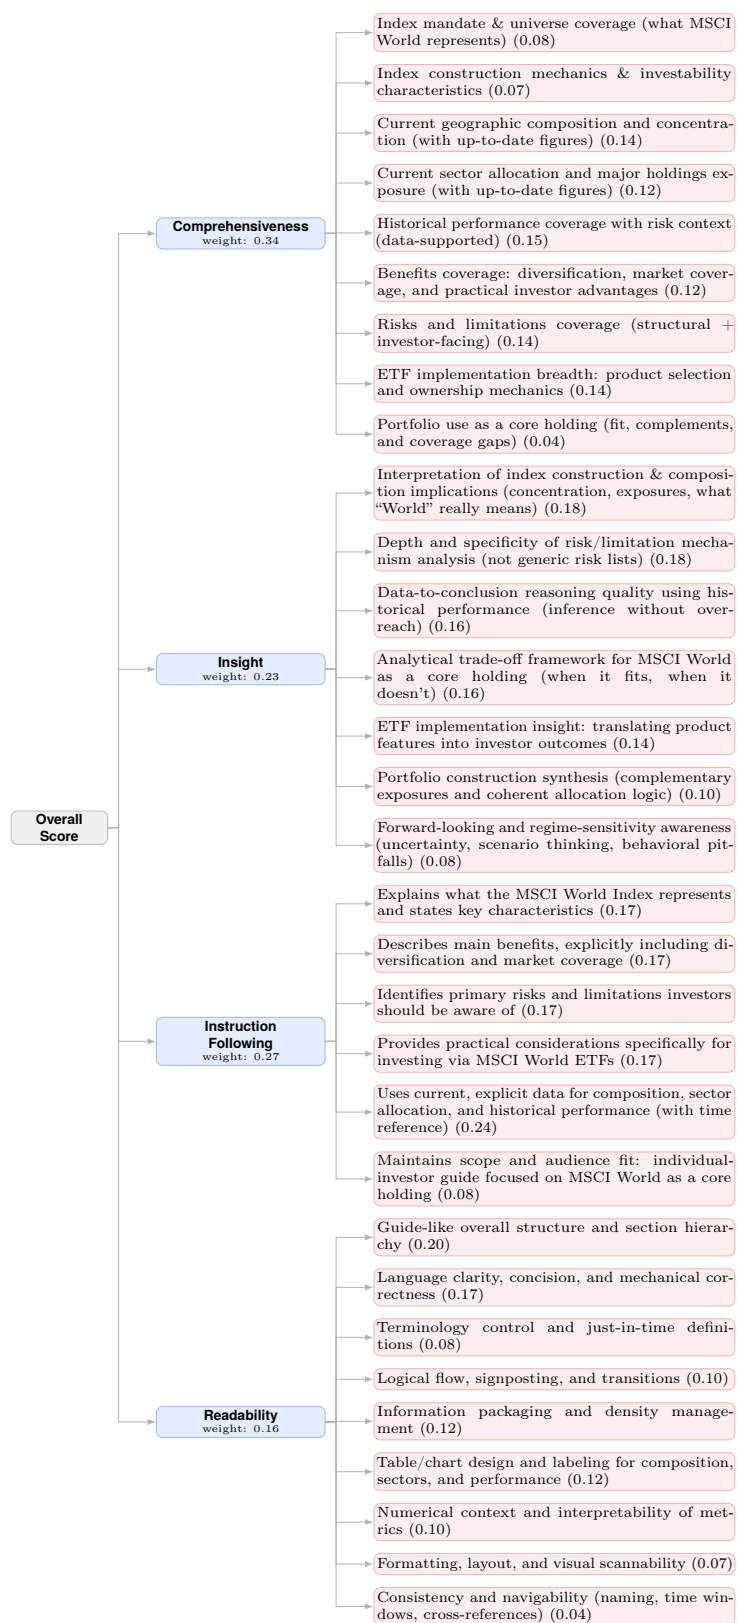 Index mandate & universe coverage (what MSCI
World represents) (0.08)
Index construction mechanics & investability
characteristics (0.07)
Current geographic composition and concentra-
tion (with up-to-date figures) (0.14)
Current sector allocation and major holdings ex-
posure (with up-to-date figures) (0.12)
Comprehensiveness
weight: 0.34
Historical performance coverage with risk context
(data-supported) (0.15)
Benefits coverage: diversification, market cover-
age, and practical investor advantages (0.12)
Risks and limitations coverage (structural +
investor-facing) (0.14)
ETF implementation breadth: product selection
and ownership mechanics (0.14)
Portfolio use as a core holding (fit, complements,
and coverage gaps) (0.04)
Interpretation of index construction & composi-
tion implications (concentration, exposures, what
“World” really means) (0.18)
Depth and specificity of risk/limitation mecha-
nism analysis (not generic risk lists) (0.18)
Data-to-conclusion reasoning quality using his-
torical performance (inference without over-
reach) (0.16)
Insight
weight: 0.23
Analytical trade-off framework for MSCI World
as a core holding (when it fits, when it
doesn’t) (0.16)
ETF implementation insight: translating product
features into investor outcomes (0.14)
Portfolio construction synthesis (complementary
exposures and coherent allocation logic) (0.10)
Overall
Score
Forward-looking and regime-sensitivity awareness
(uncertainty, scenario thinking, behavioral pit-
falls) (0.08)
Explains what the MSCI World Index represents
and states key characteristics (0.17)
Describes main benefits, explicitly including di-
versification and market coverage (0.17)
Identifies primary risks and limitations investors
should be aware of (0.17)
Instruction
Following
weight: 0.27
Provides practical considerations specifically for
investing via MSCI World ETFs (0.17)
Uses current, explicit data for composition, sector
allocation, and historical performance (with time
reference) (0.24)
Maintains scope and audience fit: individual-
investor guide focused on MSCI World as a core
holding (0.08)
Guide-like overall structure and section hierar-
chy (0.20)
Language clarity, concision, and mechanical cor-
rectness (0.17)
Terminology control and just-in-time defini-
tions (0.08)
Logical flow, signposting, and transitions (0.10)
Readability
weight: 0.16
Information packaging and density manage-
ment (0.12)
Table/chart design and labeling for composition,
sectors, and performance (0.12)
Numerical context and interpretability of met-
rics (0.10)
Formatting, layout, and visual scannability (0.07)
Consistency and navigability (naming, time win-
dows, cross-references) (0.04)